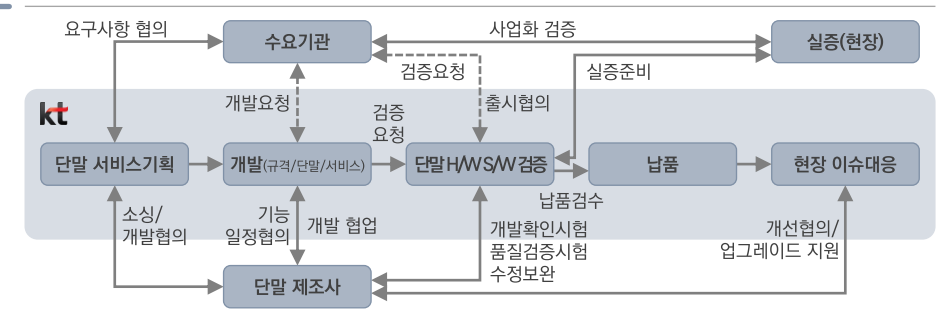 요구사항 협의
수요기관
사업화 검증
실증(현장)
검증요청
실증준비
개발요청
출시협의
kt
검증
요청
단말 서비스기획
개발(규격/단말/서비스)
단말 H/W S/W 검증
납품
현장 이슈대응
납품검수
소싱/
개발협의
기능
일정협의
개발 협업
개발확인시험
품질검증시험
수정보완
개선협의/
업그레이드 지원
단말 제조사